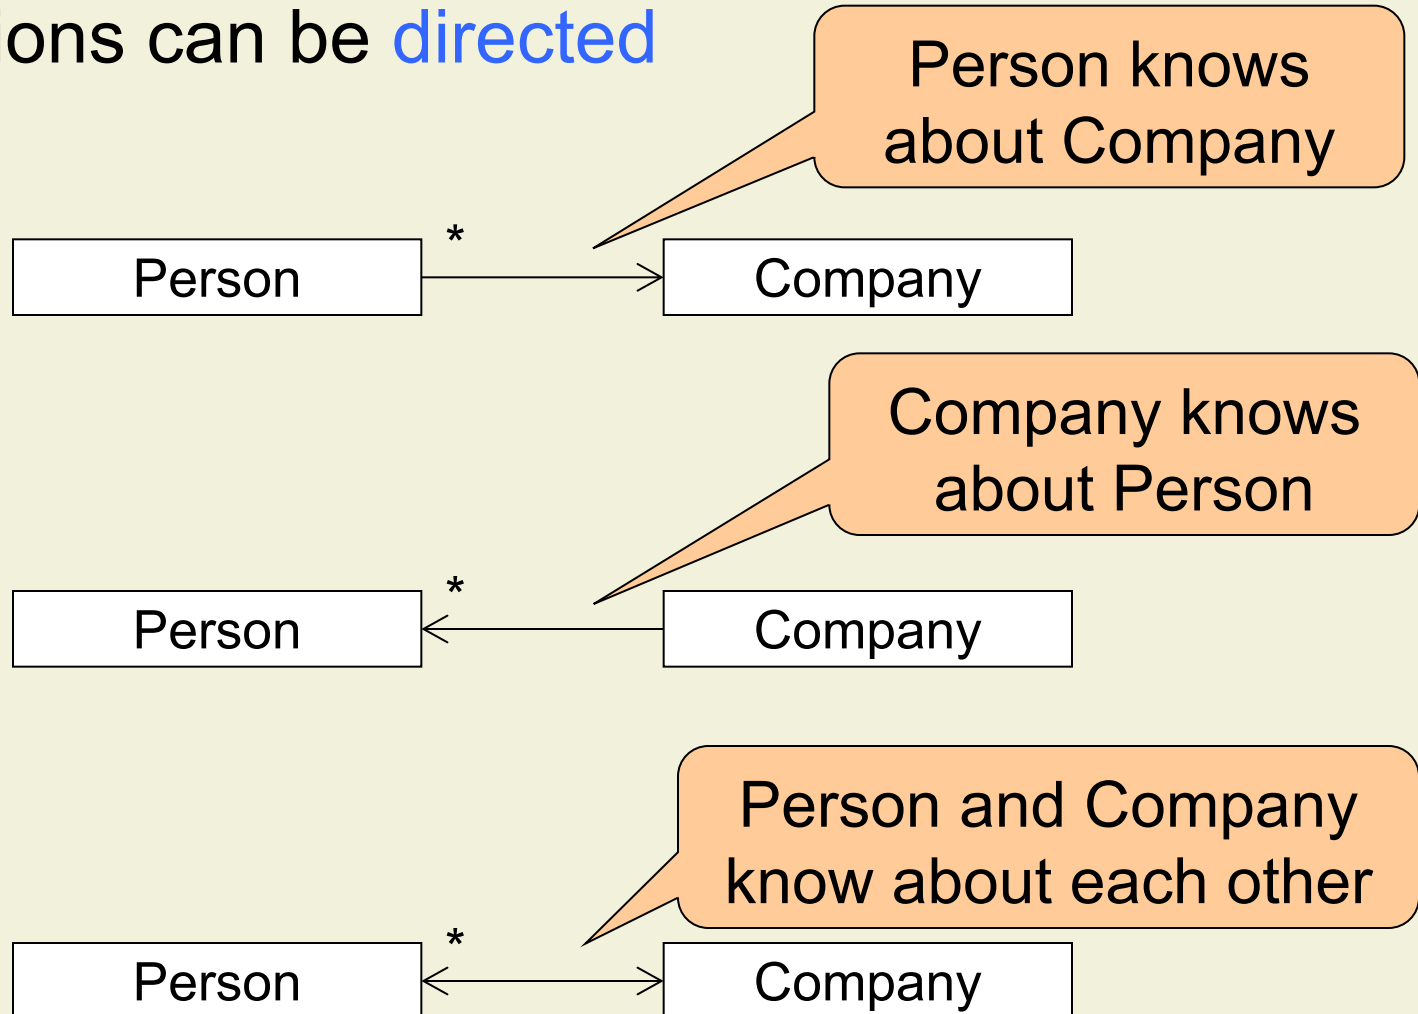 ions can be directed
Person knows
about Company
*
Person
Company
Company knows
about Person
*
Person
Company
Person and Company
know about each other
*
Person
Company